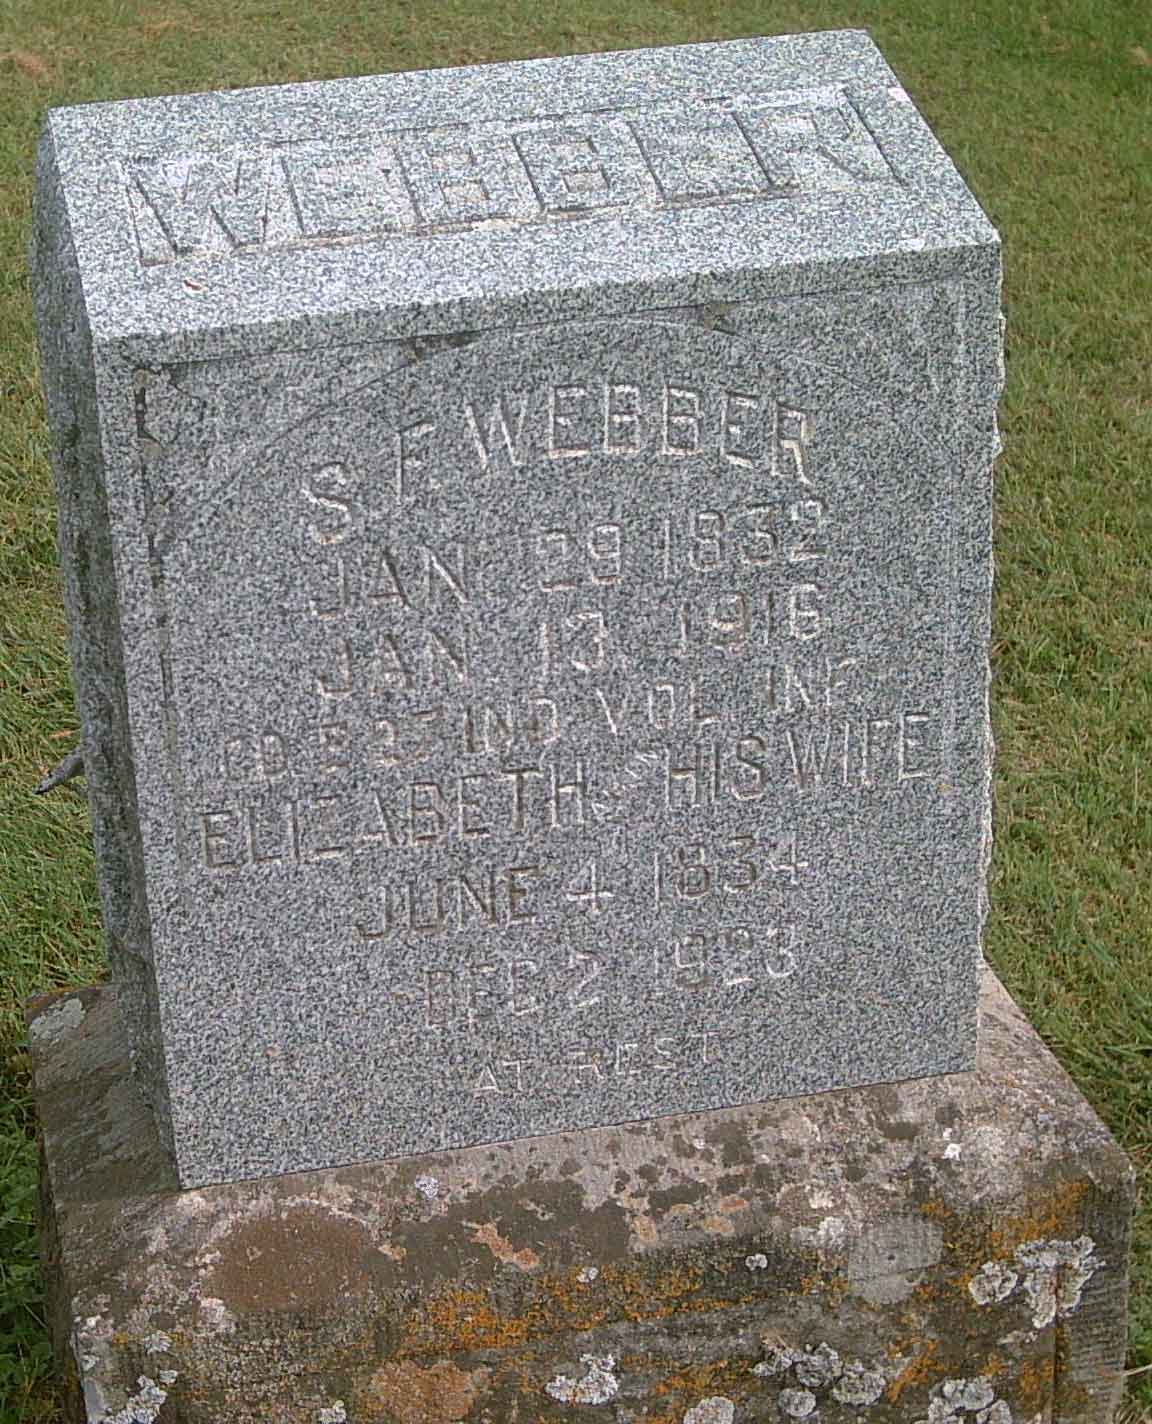 WEBBER
S. F. WEBBER
JAN. 29 1832
JAN. 13, 1916
CO. E 27 IND. VOL. INF.
ELIZABETH HIS WIFE
JUNE 4 1834
DEC 2 1923
AT REST